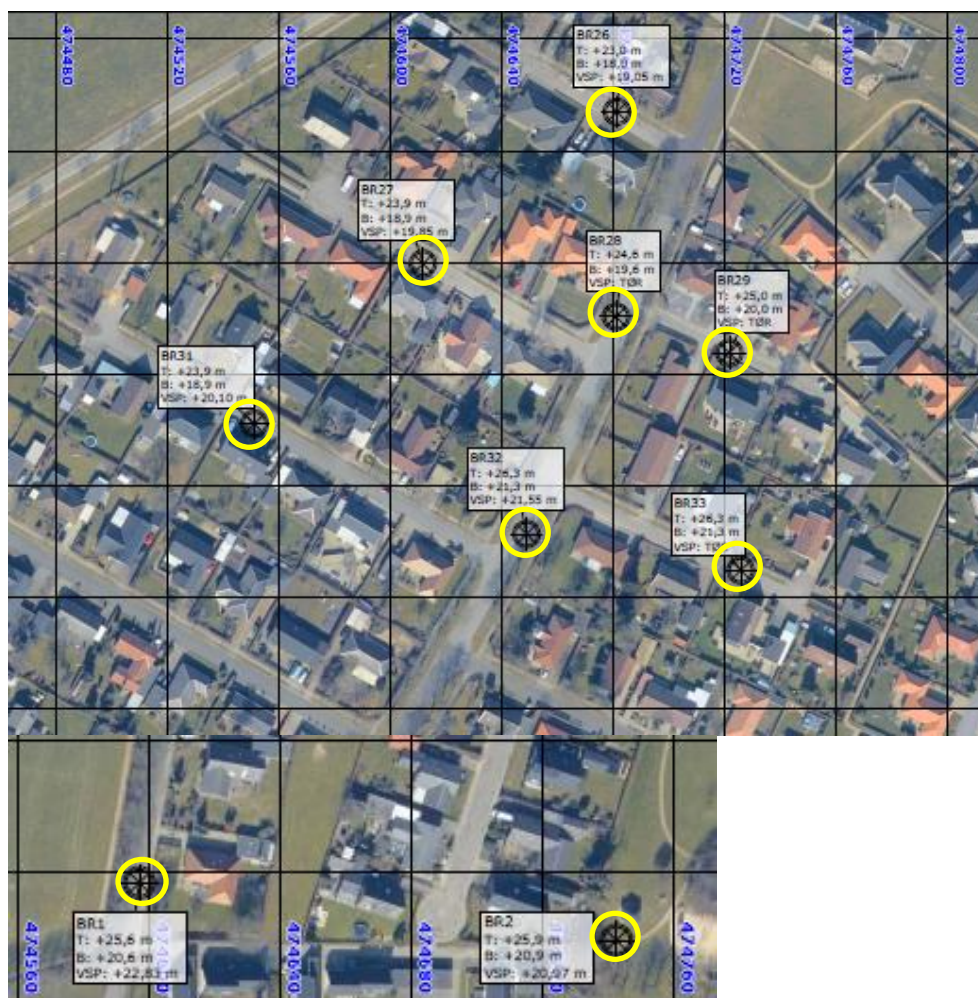 474480
474520
474560
474600
474640
474720
474760
474800
BR26
T: +23,0 m
B: +18,0 m
VSP: +19,05 m
BR27
T: +23,9 m
B: +18,9 m
VSP: +19,85 m
BR28
T: +24,6 m
B: +19,6 m
VSP: TØR
BR29
T: +25,0 m
B: +20,0 m
VSP: TØR
BR31
T: +23,9 m
B: +18,9 m
VSP: +20,10 m
BR32
T: +26,3 m
B: +21,3 m
VSP: +21,55 m
BR33
T: +26,3 m
B: +21,3 m
VSP: TØR
474560
474640
474680
474760
BR1
T: +25,6 m
B: +20,6 m
VSP: +22,83 m
BR2
T: +25,9 m
B: +20,9 m
VSP: +20,97 m